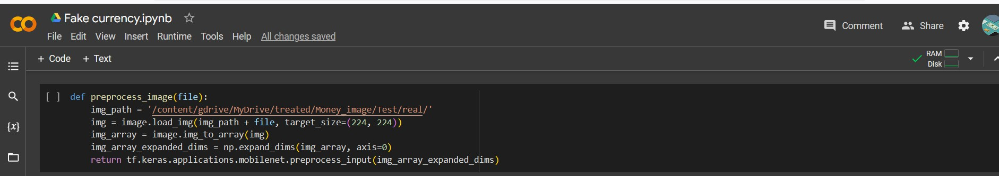 Fake currency.ipynb
Comment Share
File Edit View Insert Runtime Tools Help All changes saved
+ Code + Text
RAM
Disk
{x}
[ ] def preprocess_image(file):
img_path = '/content/gdrive/MyDrive/treated/Money_image/Test/real/'
img = image.load_img(img_path + file, target_size=(224, 224))
img_array = image.img_to_array(img)
img_array_expanded_dims = np.expand_dims(img_array, axis=0)
return tf.keras.applications.mobilenet.preprocess_input(img_array_expanded_dims)